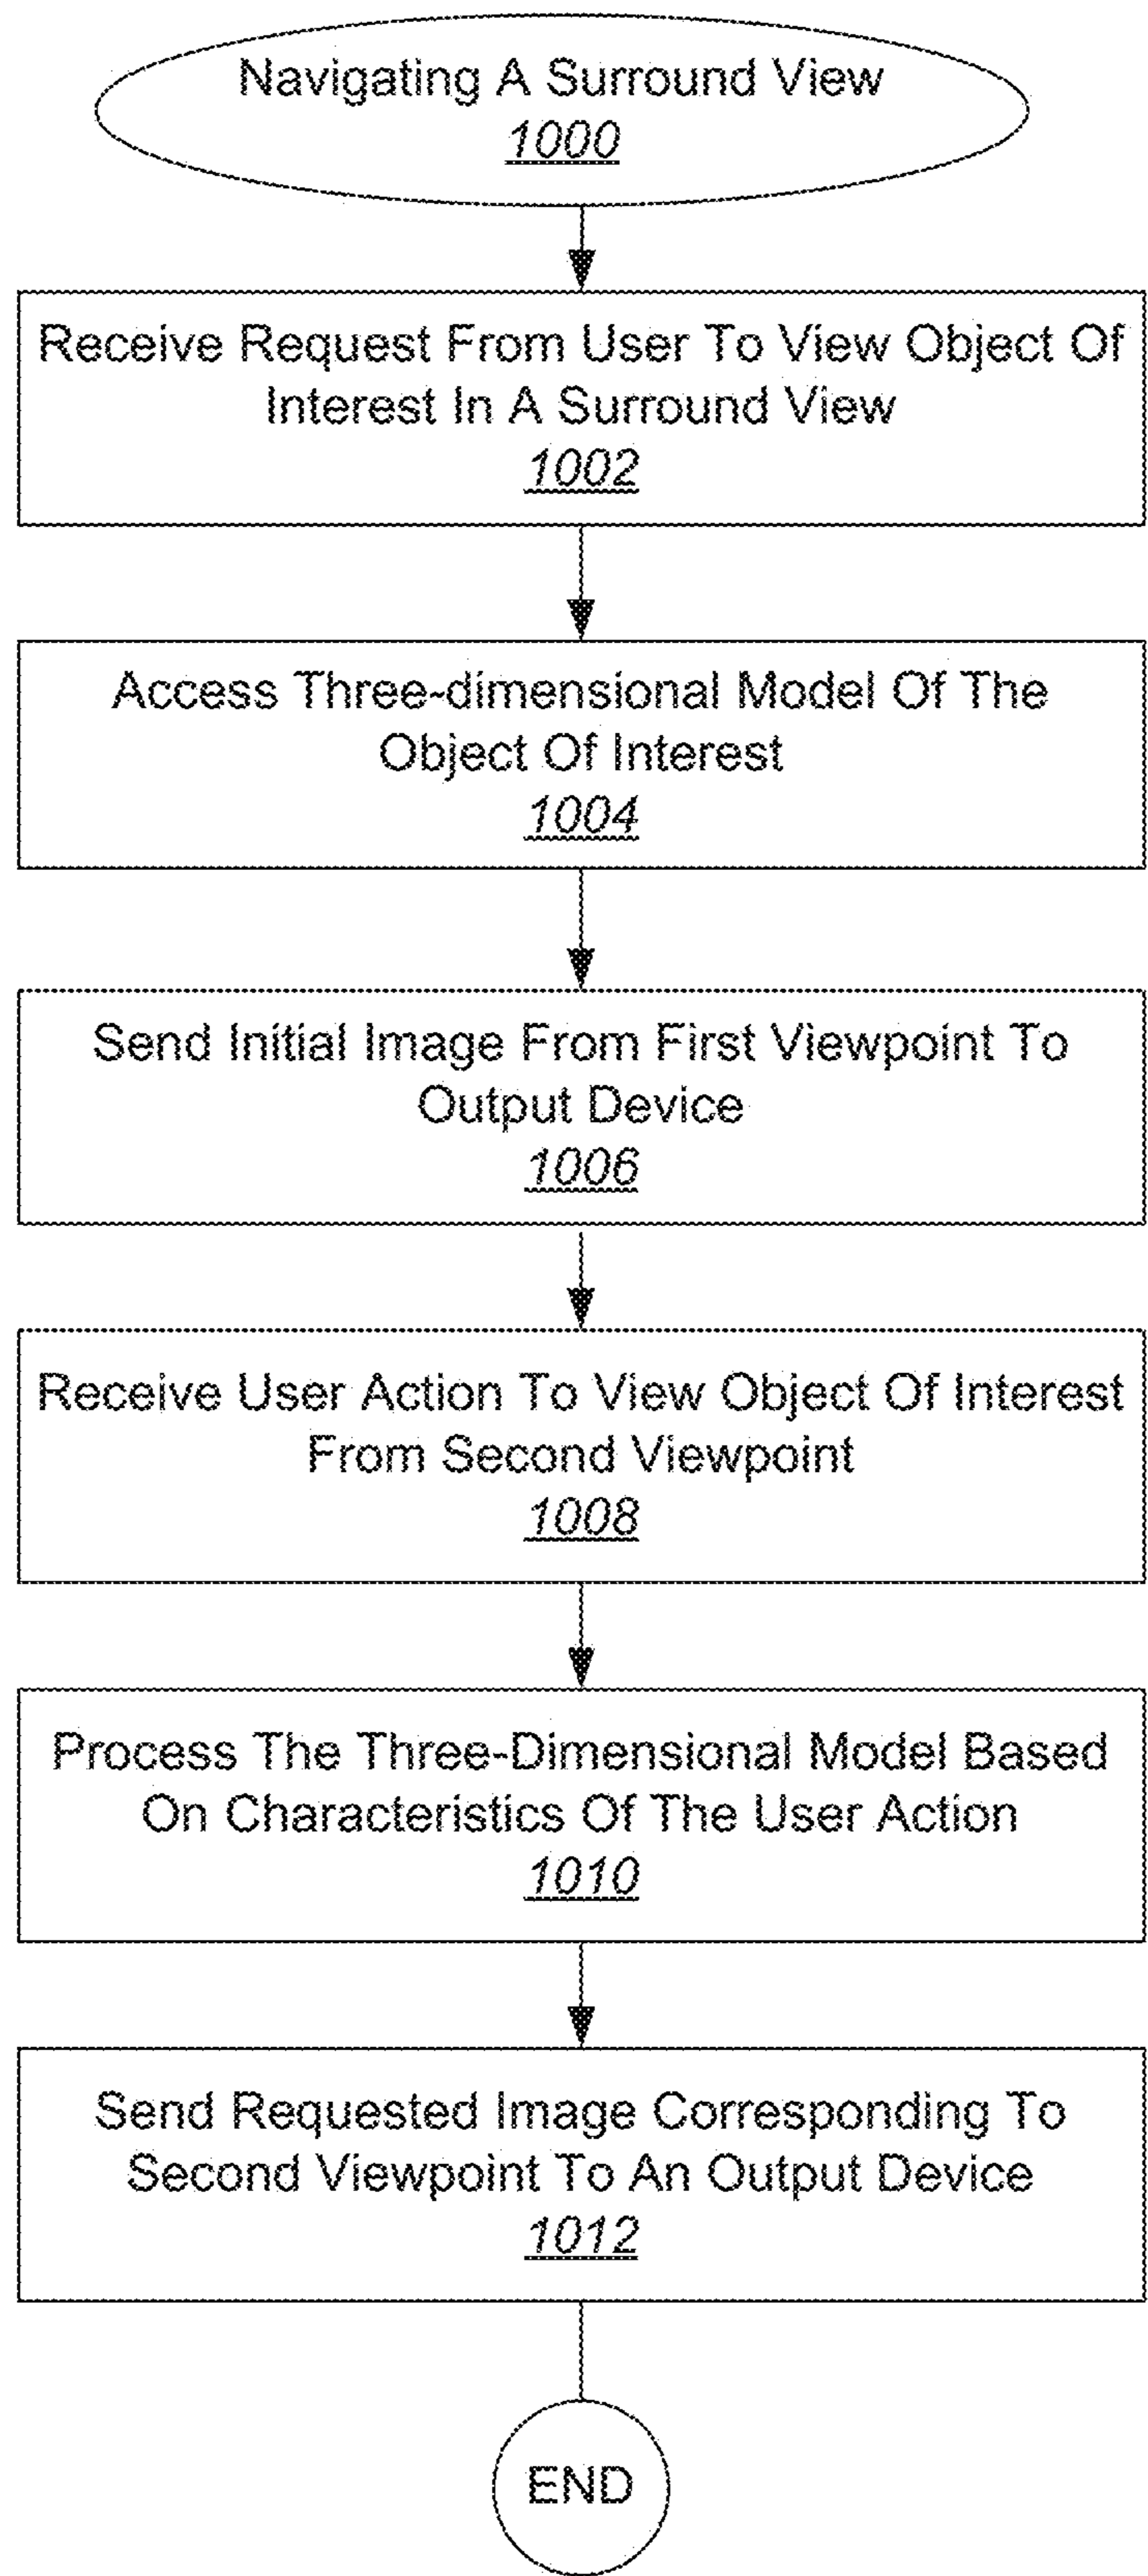 Navigating A Surround View
1000
Receive Request From User To View Object Of
Interest In A Surround View
1002
Access Three-dimensional Model Of The
Object Of Interest
1004
Send Initial Image From First Viewpoint To
Output Device
1006
Receive User Action To View Object Of Interest
From Second Viewpoint
1008
Process The Three-Dimensional Model Based
On Characteristics Of The User Action
1010
Send Requested Image Corresponding To
Second Viewpoint To An Output Device
1012
END